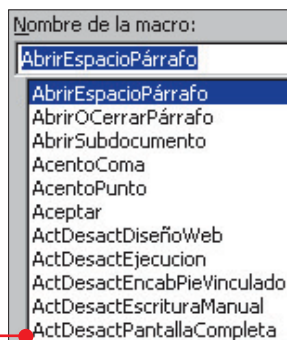 Nombre de la macro:
AbrirEspacioPárrafo
AbrirEspacioPárrafo
AbrirOCerrarPárrafo
AbrirSubdocumento
AcentoComa
AcentoPunto
Aceptar
ActDesactDiseñoWeb
ActDesactEjecucion
ActDesactEncabPieVinculado
ActDesactEscrituraManual
ActDesactPantallaCompleta